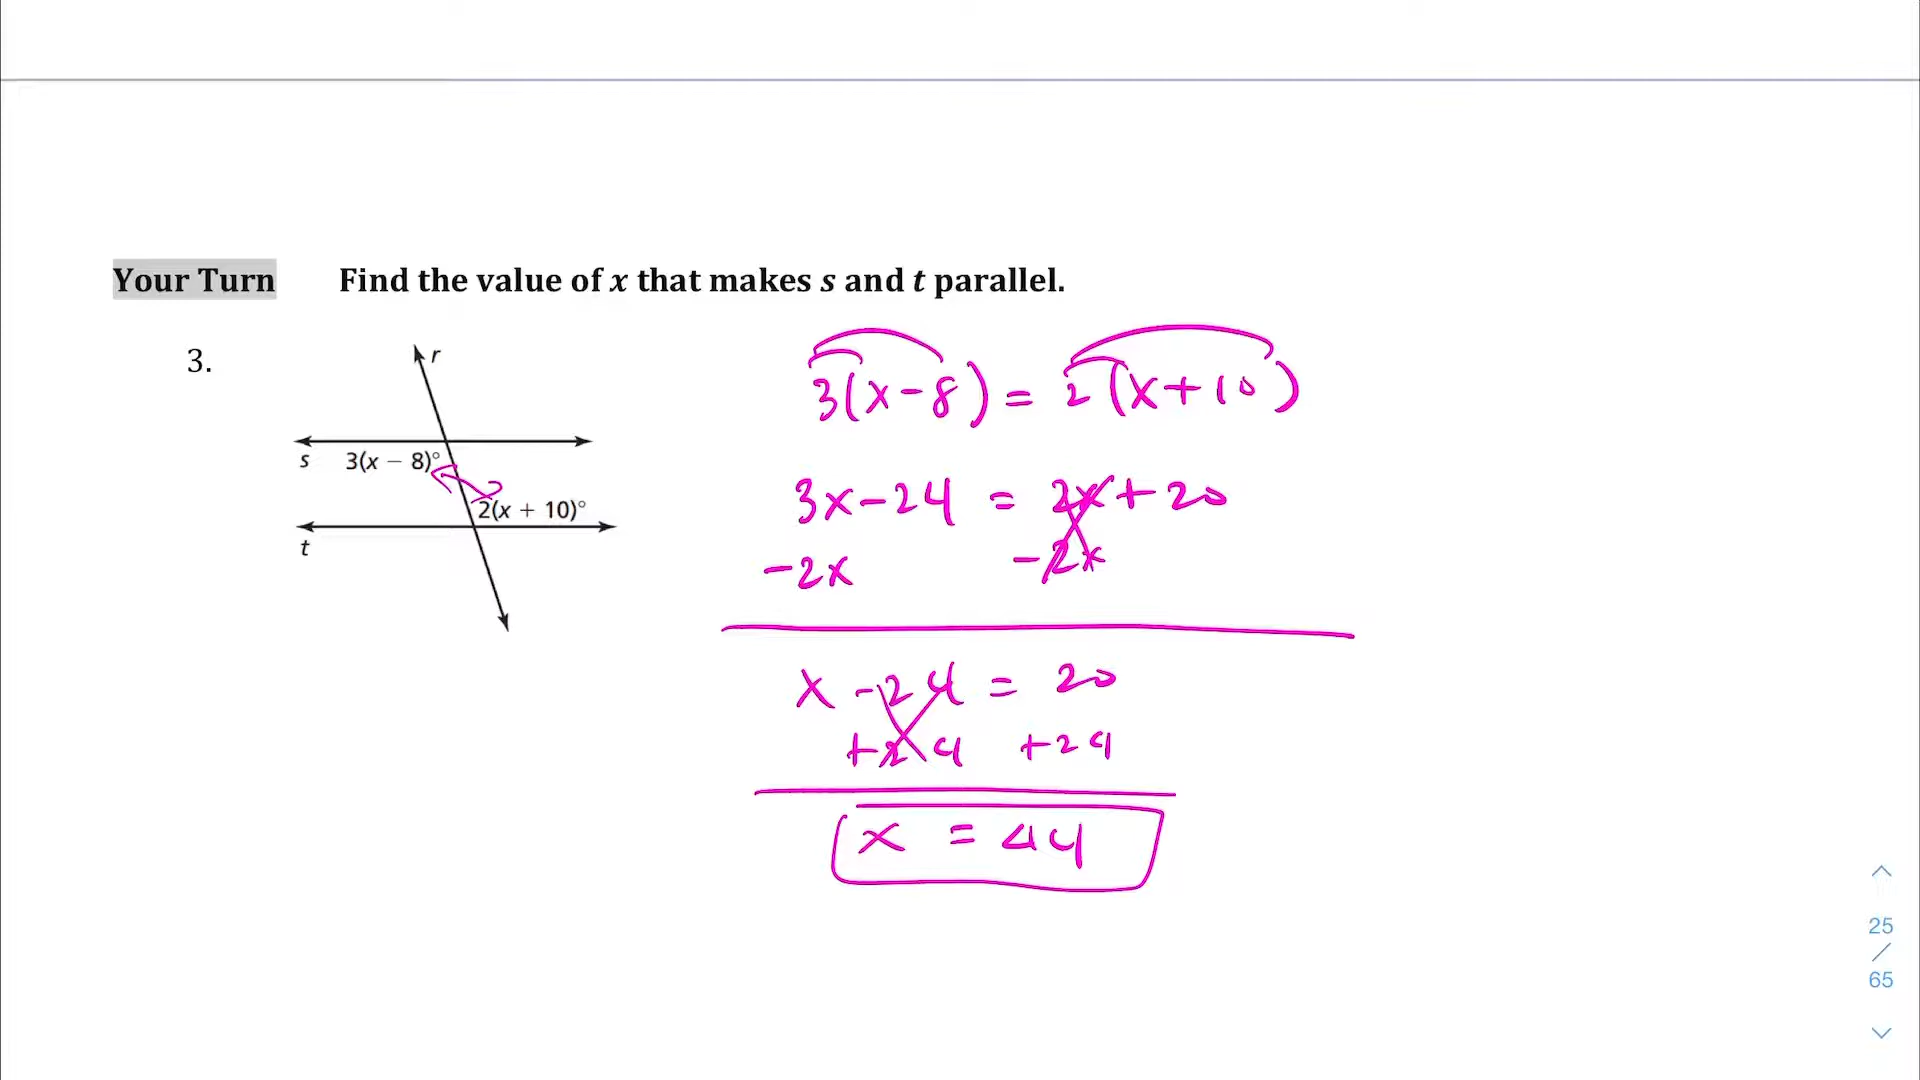 Your Turn Find the value of x that makes s and t parallel.
3.
r
s 3(x − 8)°
2(x + 10)°
t
3(x-8) = 2(x+10)
3x-24 = 2x+20
-2x -2x
x -24 = 20
+24 +24
x = 44
25
/
65